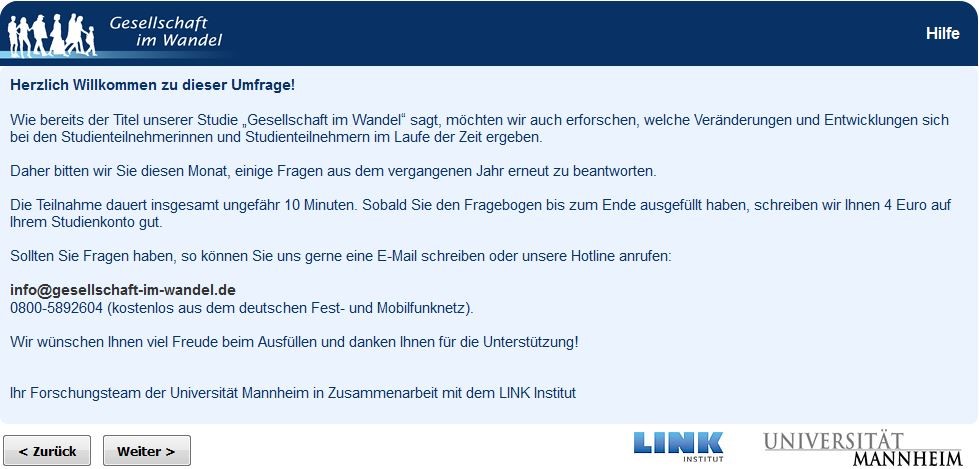 Gesellschaft
im Wandel
Hilfe
Herzlich Willkommen zu dieser Umfrage!
Wie bereits der Titel unserer Studie „Gesellschaft im Wandel“ sagt, möchten wir auch erforschen, welche Veränderungen und Entwicklungen sich
bei den Studienteilnehmerinnen und Studienteilnehmern im Laufe der Zeit ergeben.
Daher bitten wir Sie diesen Monat, einige Fragen aus dem vergangenen Jahr erneut zu beantworten.
Die Teilnahme dauert insgesamt ungefähr 10 Minuten. Sobald Sie den Fragebogen bis zum Ende ausgefüllt haben, schreiben wir Ihnen 4 Euro auf
Ihrem Studienkonto gut.
Sollten Sie Fragen haben, so können Sie uns gerne eine E-Mail schreiben oder unsere Hotline anrufen:
info@gesellschaft-im-wandel.de
0800-5892604 (kostenlos aus dem deutschen Fest- und Mobilfunknetz).
Wir wünschen Ihnen viel Freude beim Ausfüllen und danken Ihnen für die Unterstützung!
Ihr Forschungsteam der Universität Mannheim in Zusammenarbeit mit dem LINK Institut
< Zurück
Weiter >
LINK
INSTITUT
UNIVERSITÄT
MANNHEIM